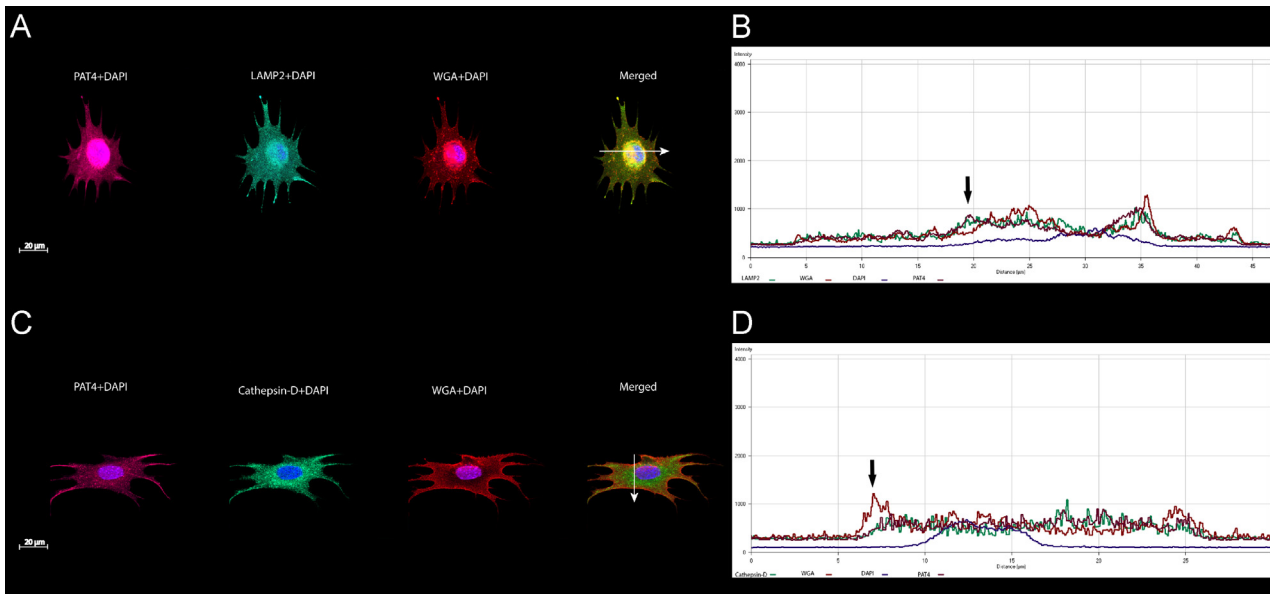 A
PAT4+DAPI
LAMP2+DAPI
WGA+DAPI
Merged
20 µm
B
Intensity
4000
3000
2000
1000
0
0 5 10 15 20 25 30 35 40 45
Distance (µm)
LAMP2 WGA DAPI PAT4
C
PAT4+DAPI
Cathepsin-D+DAPI
WGA+DAPI
Merged
20 µm
D
Intensity
4000
3000
2000
1000
0
0 5 10 15 20 25
Distance (µm)
Cathepsin-D WGA DAPI PAT4